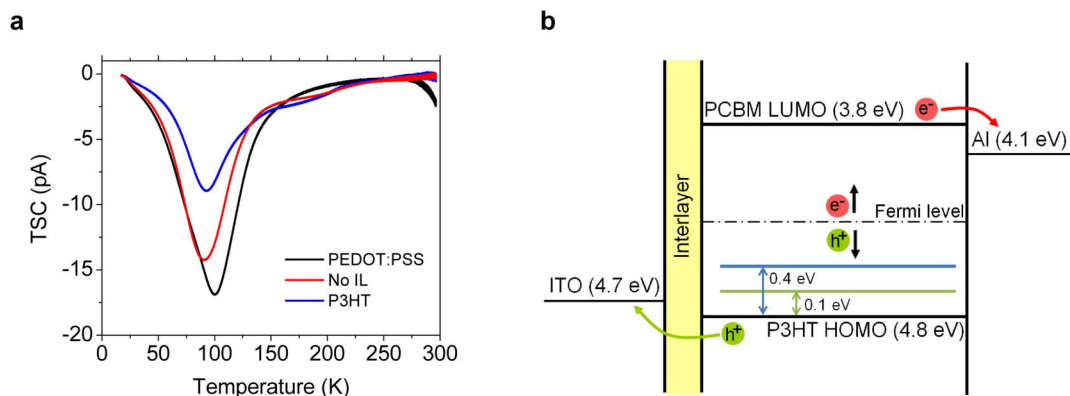 a
b
0
-5
-10
-15
-20
TSC (pA)
PEDOT:PSS
No IL
P3HT
0 50 100 150 200 250 300
Temperature (K)
PCBM LUMO (3.8 eV)
e-
Al (4.1 eV)
e-
Fermi level
h+
Interlayer
0.4 eV
ITO (4.7 eV)
0.1 eV
h+
P3HT HOMO (4.8 eV)